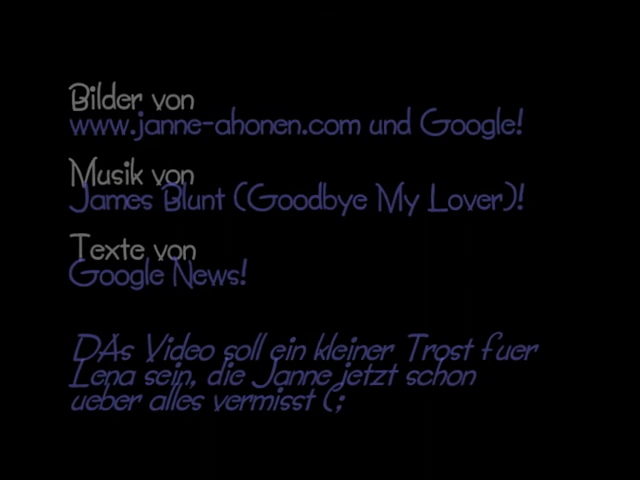 Bilder von
www.janne-ahonen.com und Google!
Musik von
James Blunt (Goodbye My Lover)!
Texte von
Google News!
DAs Video soll ein kleiner Trost fuer
Lena sein, die Janne jetzt schon
ueber alles vermisst (;